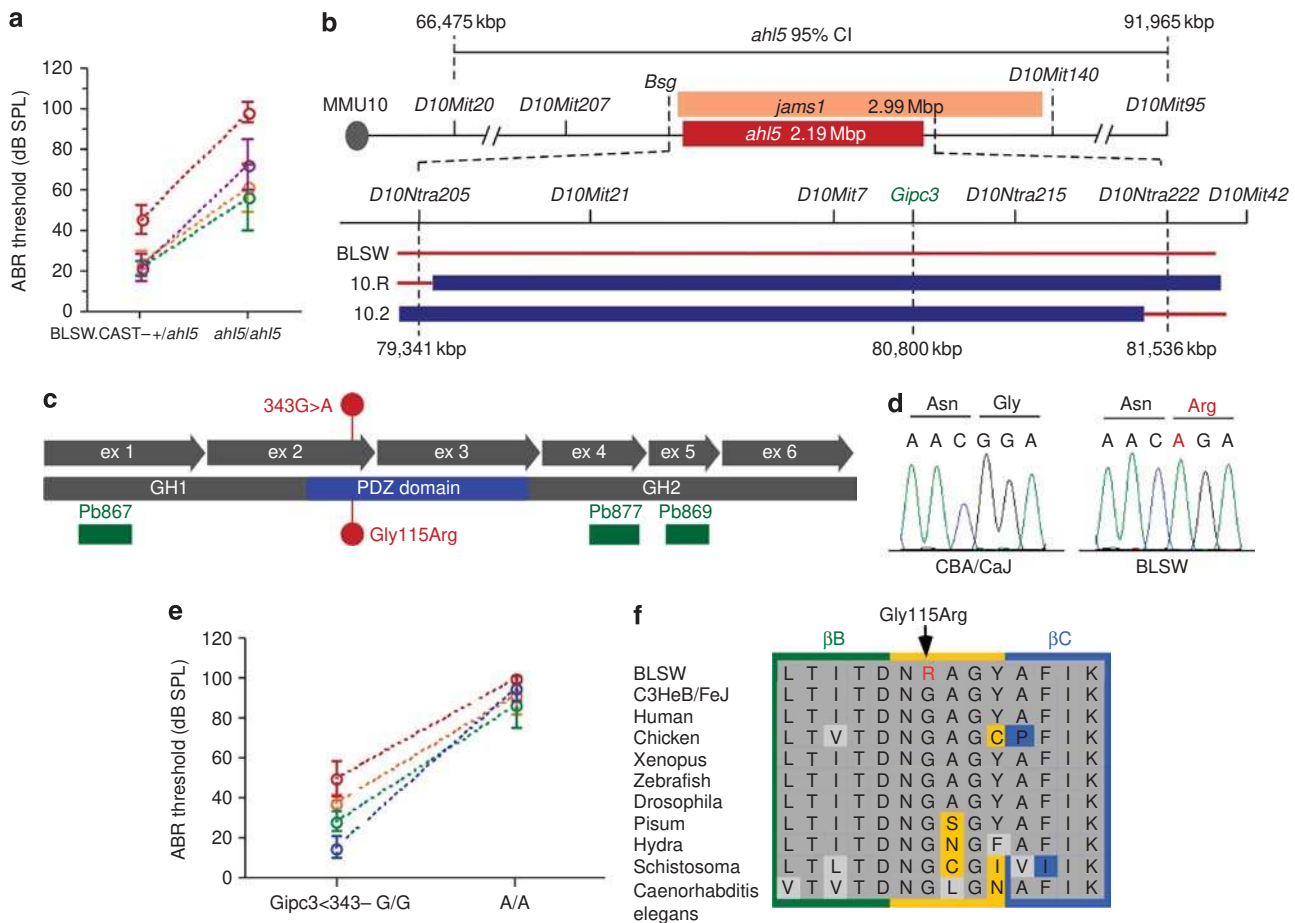 a
120
100
80
60
40
20
0
ABR threshold (dB SPL)
BLSW.CAST–+/ahl5 ahl5/ahl5
b
66,475 kbp 91,965 kbp
ahl5 95% CI
MMU10 D10Mit20 D10Mit207 Bsg D10Mit140 D10Mit95
jams1 2.99 Mbp
ahl5 2.19 Mbp
D10Ntra205 D10Mit21 D10Mit7 Gipc3 D10Ntra215 D10Ntra222 D10Mit42
BLSW
10.R
10.2
79,341 kbp 80,800 kbp 81,536 kbp
c
343G>A
ex 1 ex 2 ex 3 ex 4 ex 5 ex 6
GH1 PDZ domain GH2
Pb867 Pb877 Pb869
Gly115Arg
d
Asn Gly Asn Arg
A A C G G A A A C A G A
CBA/CaJ BLSW
e
120
100
80
60
40
20
0
ABR threshold (dB SPL)
Gipc3<343– G/G A/A
f
Gly115Arg
βB βC
BLSW L T I T D N R A G Y A F I K
C3HeB/FeJ L T I T D N G A G Y A F I K
Human L T I T D N G A G Y A F I K
Chicken L T V T D N G A G C P F I K
Xenopus L T I T D N G A G Y A F I K
Zebrafish L T I T D N G A G Y A F I K
Drosophila L T I T D N G A G Y A F I K
Pisum L T I T D N G S G Y A F I K
Hydra L T I T D N G N G F A F I K
Schistosoma L T L T D N G C G I V I I K
Caenorhabditis V T V T D N G L G N A F I K
elegans